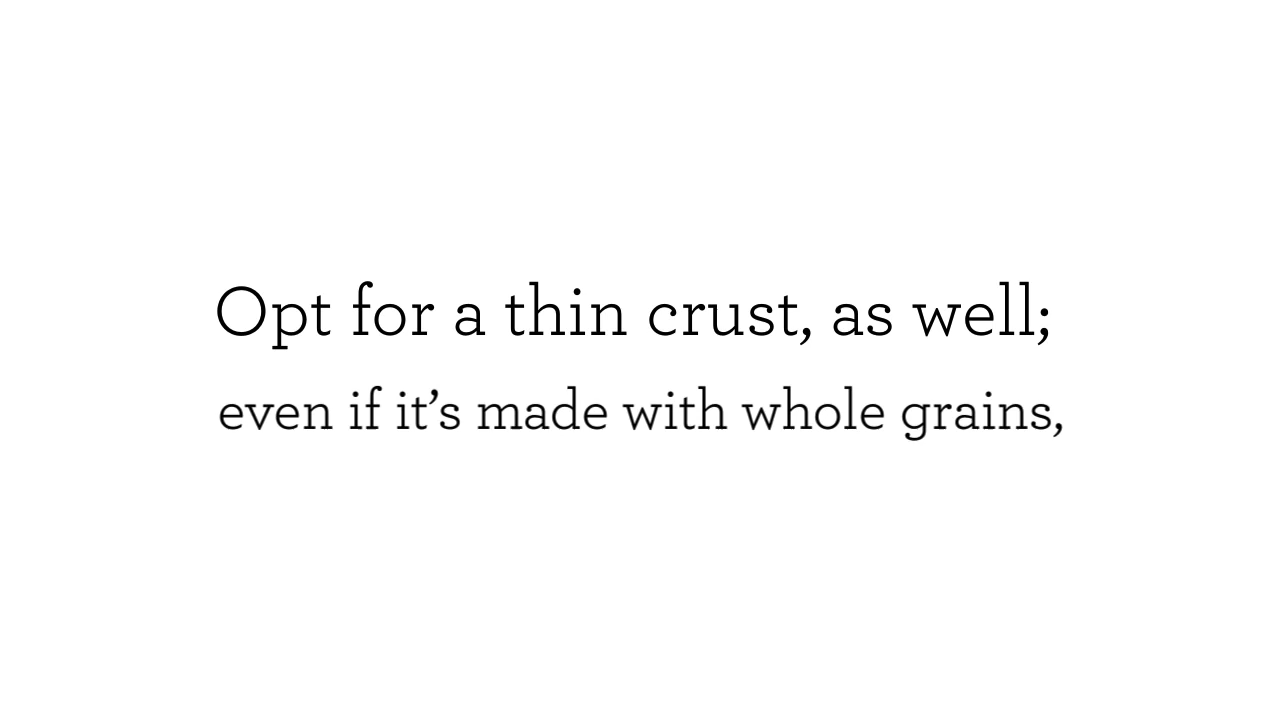 Opt for a thin crust, as well;
even if it’s made with whole grains,